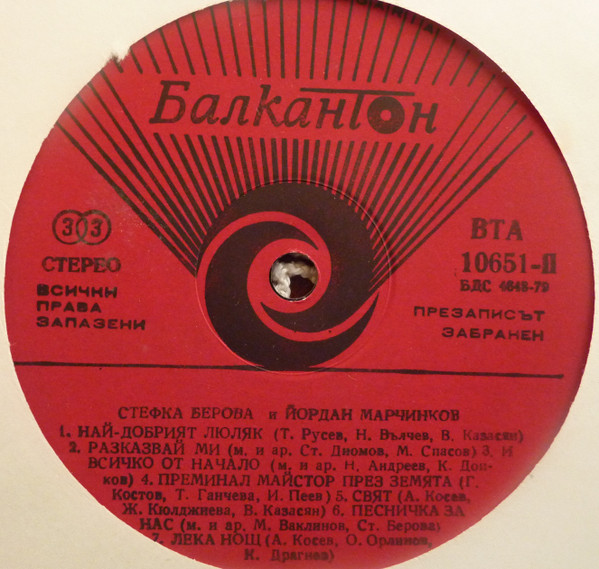 Балкантон
33
СТЕРЕО
ВСИЧКИ
ПРАВА
ЗАПАЗЕНИ
ВТА
10651-II
БДС 4648-79
ПРЕЗАПИСЪТ
ЗАБРАНЕН
СТЕФКА БЕРОВА и ЙОРДАН МАРЧИНКОВ
1. НАЙ-ДОБРИЯТ ЛЮЛЯК (Т. Русев, Н. Вълчев, В. Казасян)
2. РАЗКАЗВАЙ МИ (м. и ар. Ст. Диомов, М. Спасов) 3. И
ВСИЧКО ОТ НАЧАЛО (м. и ар. Н. Андреев, К. Дон-
ков) 4. ПРЕМИНАЛ МАЙСТОР ПРЕЗ ЗЕМЯТА (Г.
Костов, Т. Ганчева, И. Пеев) 5. СВЯТ (А. Косев,
Ж. Кюлджиева, В. Казасян) 6. ПЕСНИЧКА ЗА
НАС (м. и ар. М. Ваклинов, Ст. Берова)
7. ЛЕКА НОЩ (А. Косев, О. Орлинов,
К. Драгнев)